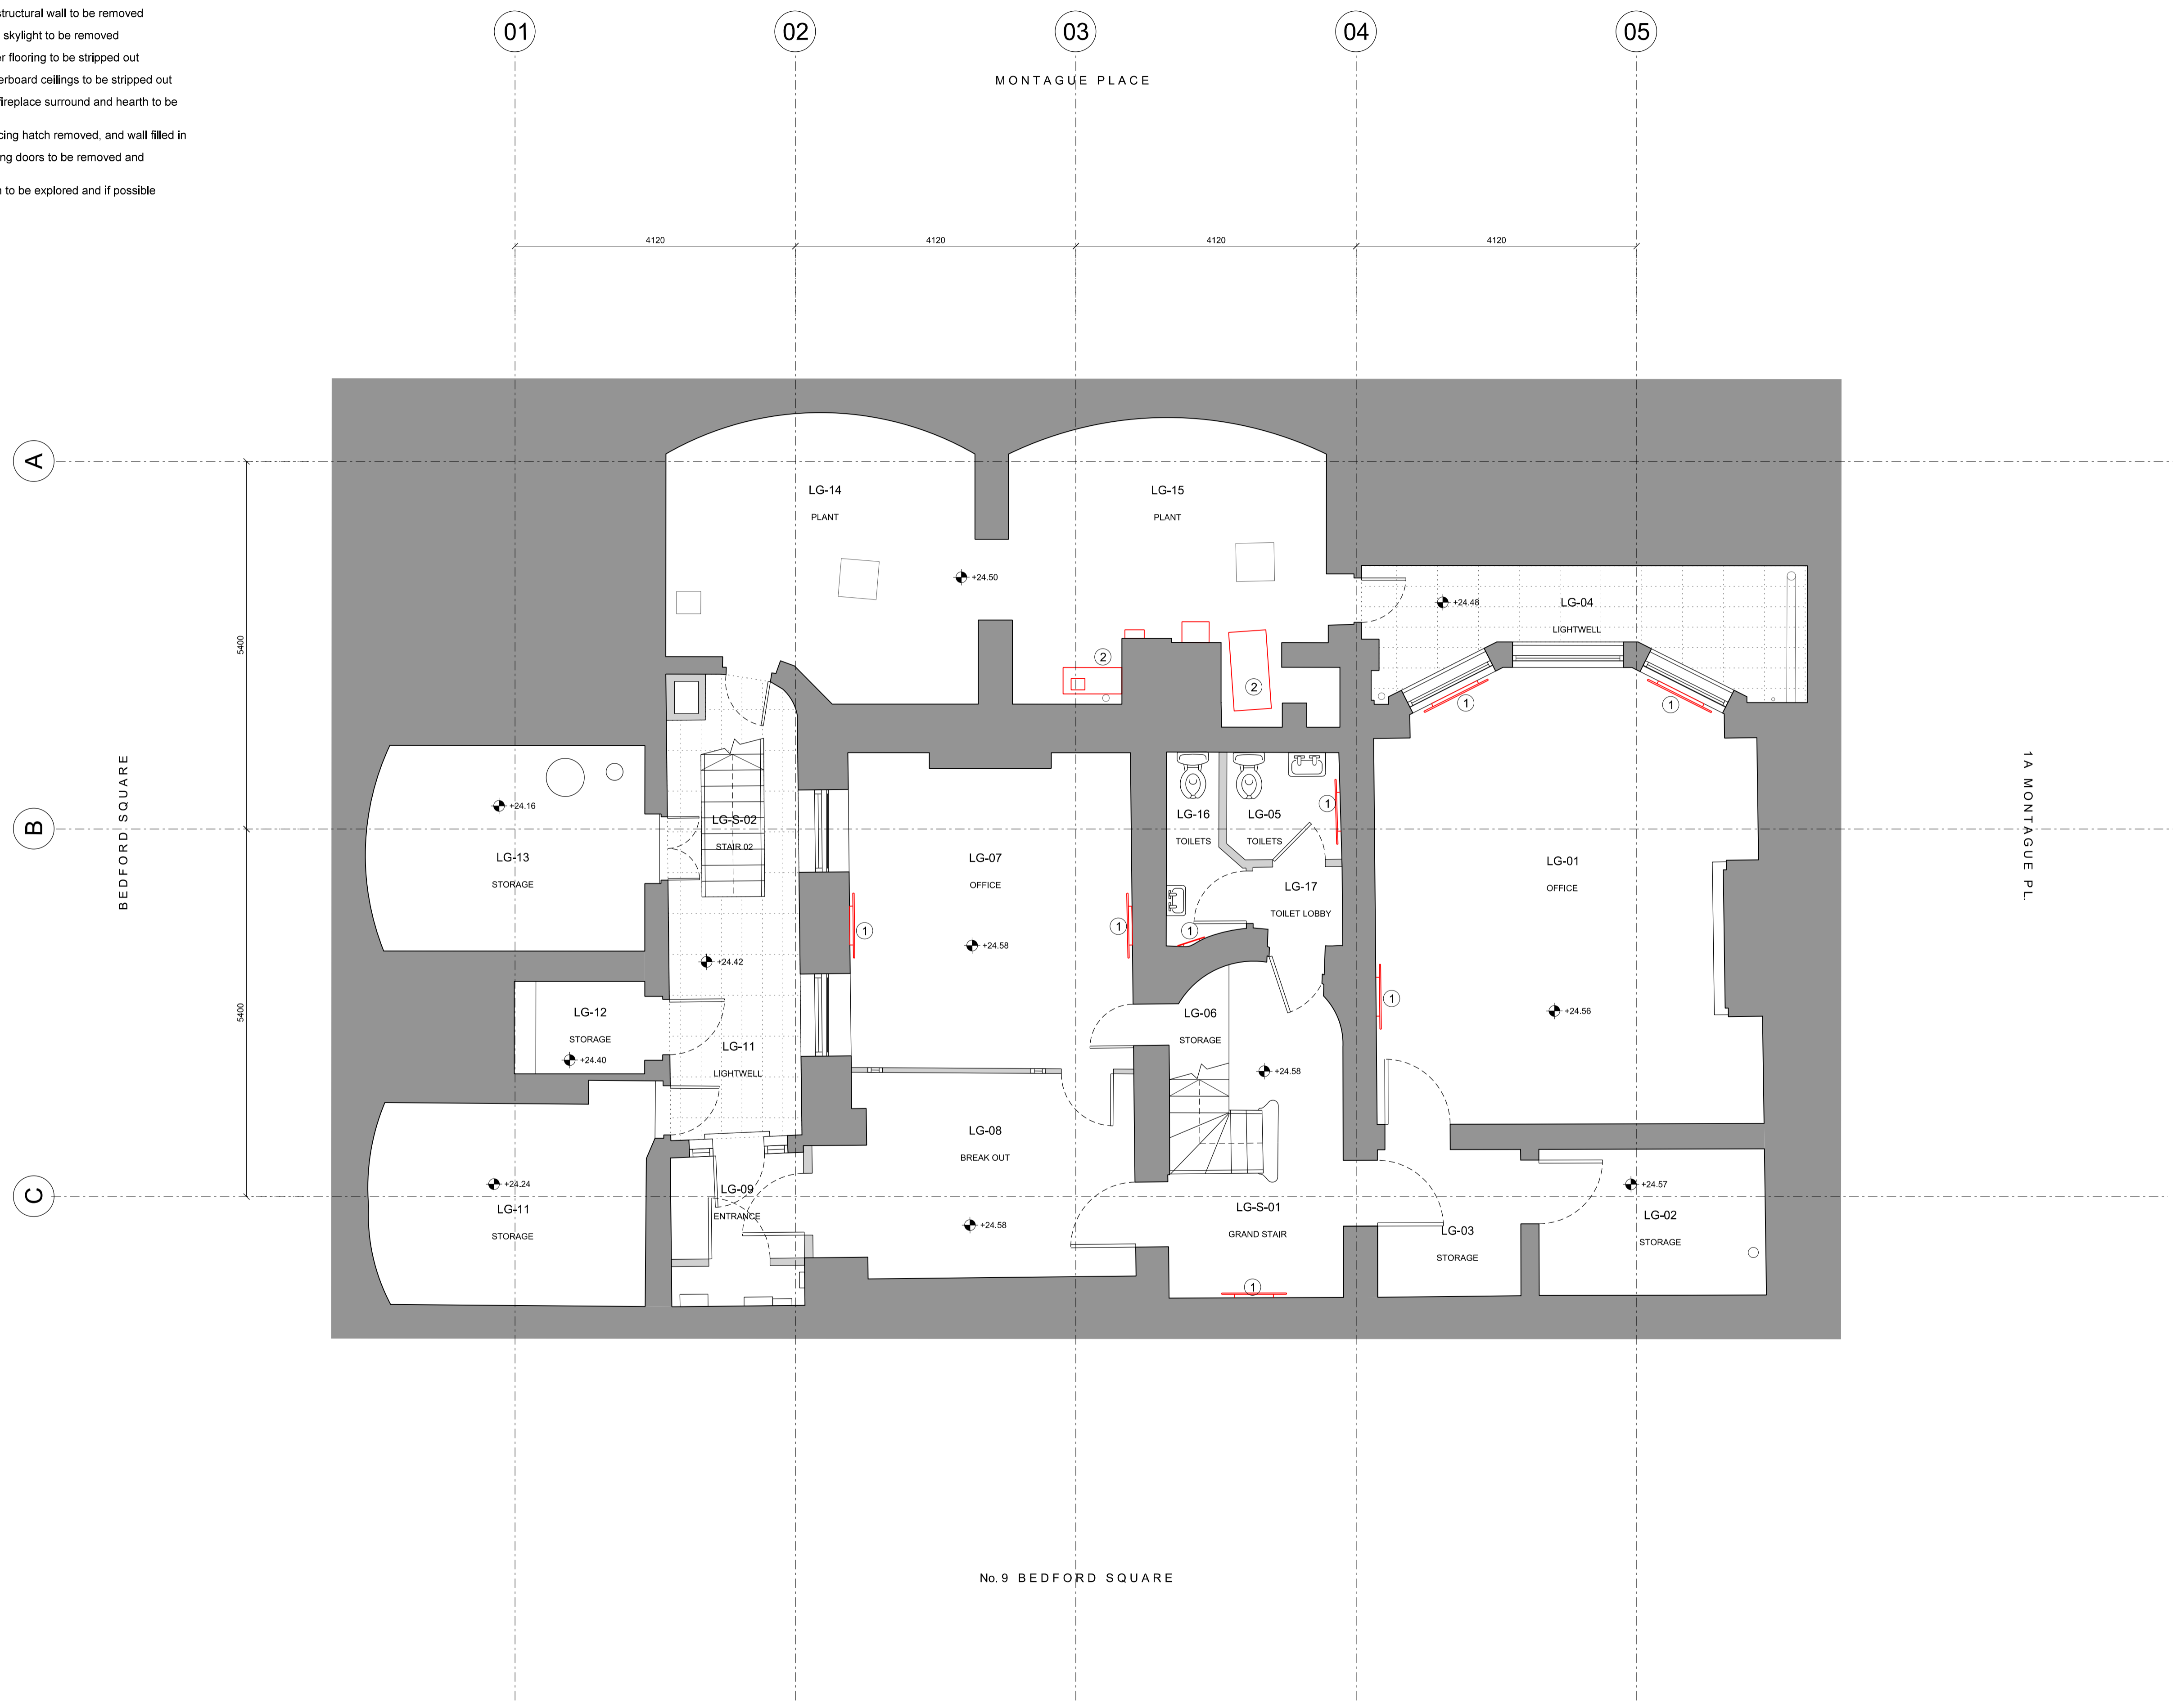 structural wall to be removed
skylight to be removed
flooring to be stripped out
ceilings to be stripped out
fireplace surround and hearth to be
hatch removed, and wall filled in
doors to be removed and
to be explored and if possible
01
02
03
04
05
MONTAGUE PLACE
4120
4120
4120
4120
A
B
C
5400
5400
BEDFORD SQUARE
1A MONTAGUE PL.
LG-14
PLANT
LG-15
PLANT
+24.50
+24.48
LG-04
LIGHTWELL
2
2
1
1
+24.16
LG-13
STORAGE
LG-S-02
STAIR 02
LG-07
OFFICE
+24.58
1
1
LG-16
TOILETS
LG-05
TOILETS
1
LG-17
TOILET LOBBY
1
LG-01
OFFICE
+24.56
1
+24.42
LG-12
STORAGE
+24.40
LG-11
LIGHTWELL
LG-06
STORAGE
+24.58
LG-08
BREAK OUT
+24.58
+24.24
LG-11
STORAGE
LG-09
ENTRANCE
LG-S-01
GRAND STAIR
1
LG-03
STORAGE
+24.57
LG-02
STORAGE
No. 9 BEDFORD SQUARE